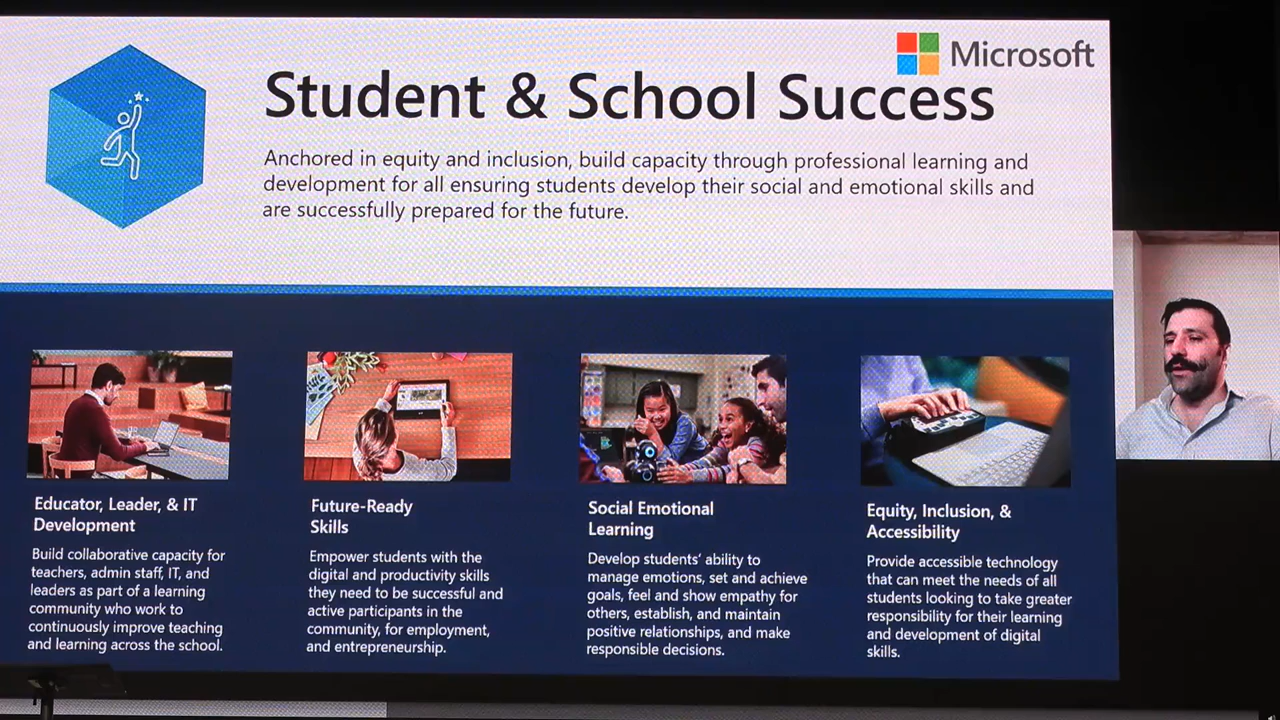 Microsoft
Student & School Success
Anchored in equity and inclusion, build capacity through professional learning and
development for all ensuring students develop their social and emotional skills and
are successfully prepared for the future.
Educator, Leader, & IT
Development
Build collaborative capacity for
teachers, admin staff, IT, and
leaders as part of a learning
community who work to
continuously improve teaching
and learning across the school.
Future-Ready
Skills
Empower students with the
digital and productivity skills
they need to be successful and
active participants in the
community, for employment,
and entrepreneurship.
Social Emotional
Learning
Develop students' ability to
manage emotions, set and achieve
goals, feel and show empathy for
others, establish, and maintain
positive relationships, and make
responsible decisions.
Equity, Inclusion, &
Accessibility
Provide accessible technology
that can meet the needs of all
students looking to take greater
responsibility for their learning
and development of digital
skills.